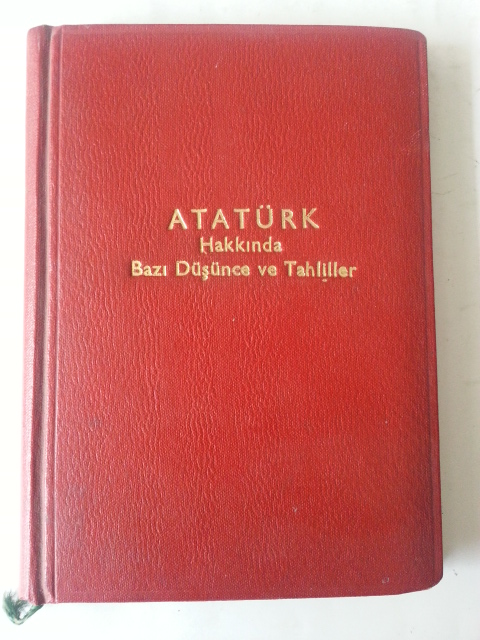 ATATÜRK
Hakkında
Bazı Düşünce ve Tahliller